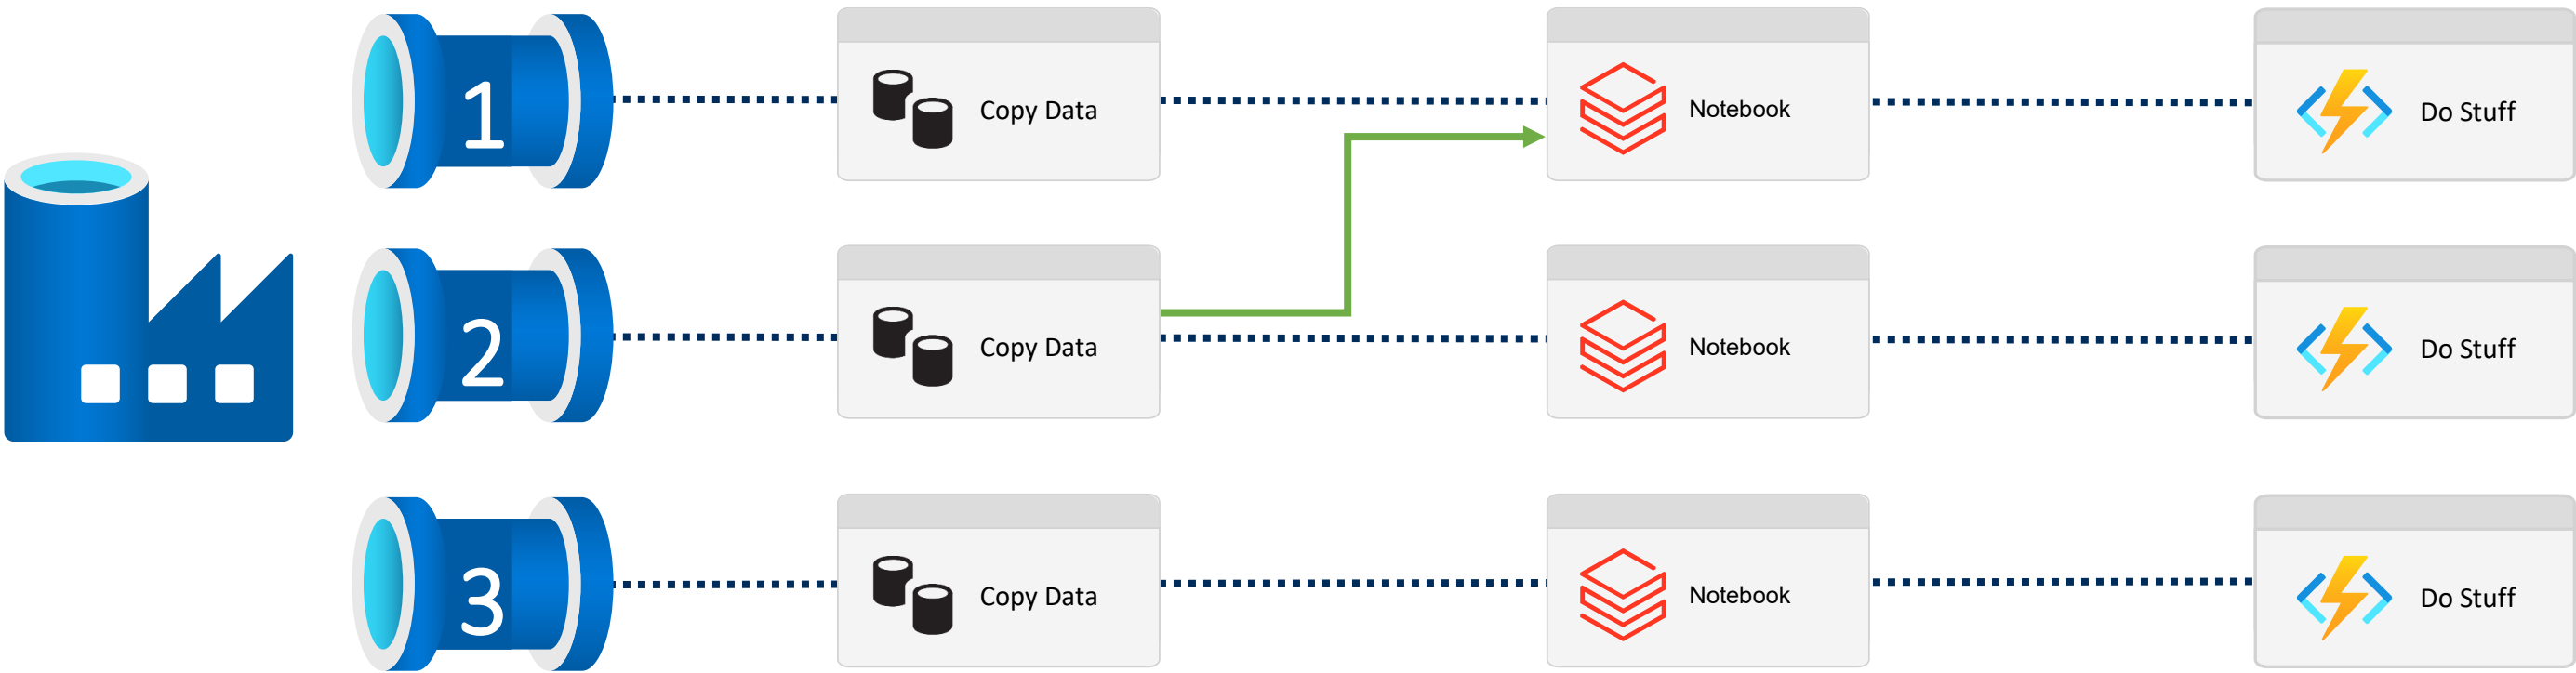 1
Copy Data
Notebook
Do Stuff
2
Copy Data
Notebook
Do Stuff
3
Copy Data
Notebook
Do Stuff